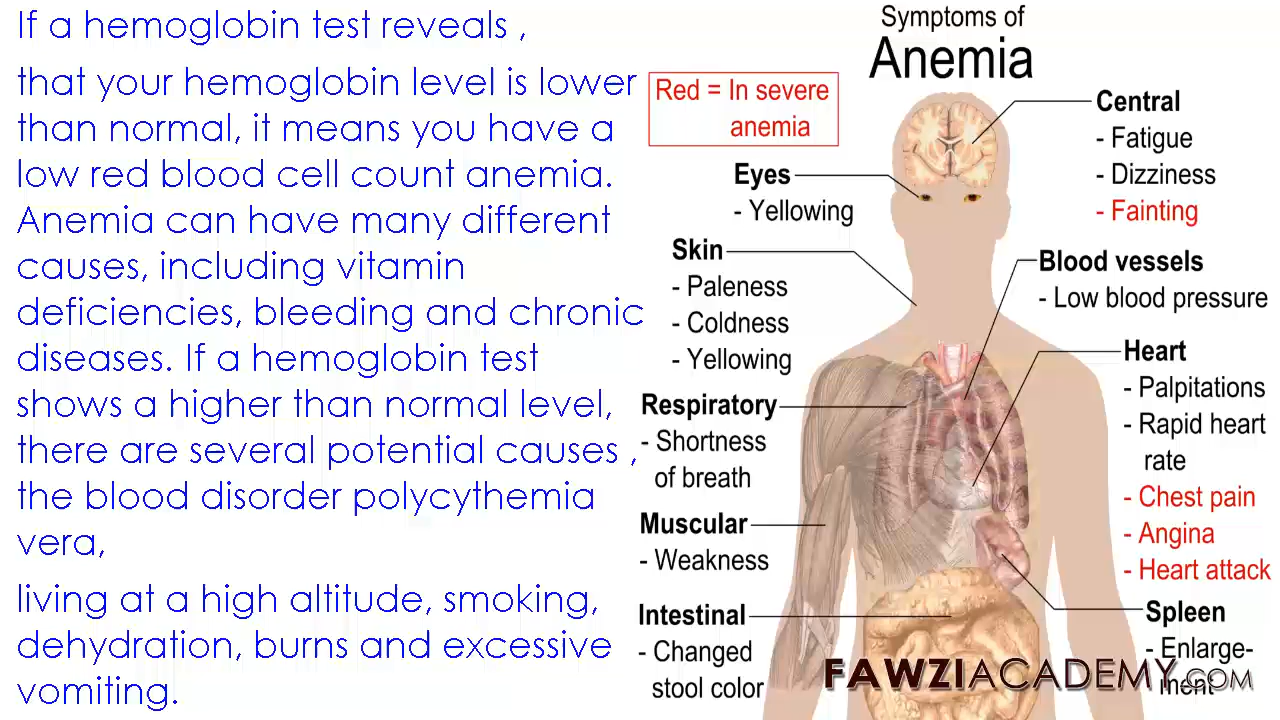 If a hemoglobin test reveals ,
that your hemoglobin level is lower
than normal, it means you have a
low red blood cell count anemia.
Anemia can have many different
causes, including vitamin
deficiencies, bleeding and chronic
diseases. If a hemoglobin test
shows a higher than normal level,
there are several potential causes ,
the blood disorder polycythemia
vera,
living at a high altitude, smoking,
dehydration, burns and excessive
vomiting.
Symptoms of
Anemia
Red = In severe
anemia
Central
- Fatigue
- Dizziness
- Fainting
Eyes
- Yellowing
Skin
- Paleness
- Coldness
- Yellowing
Blood vessels
- Low blood pressure
Heart
- Palpitations
- Rapid heart
rate
- Chest pain
- Angina
- Heart attack
Respiratory
- Shortness
of breath
Muscular
- Weakness
Intestinal
- Changed
stool color
Spleen
- Enlarge-
ment
FAWZIACADEMY.COM